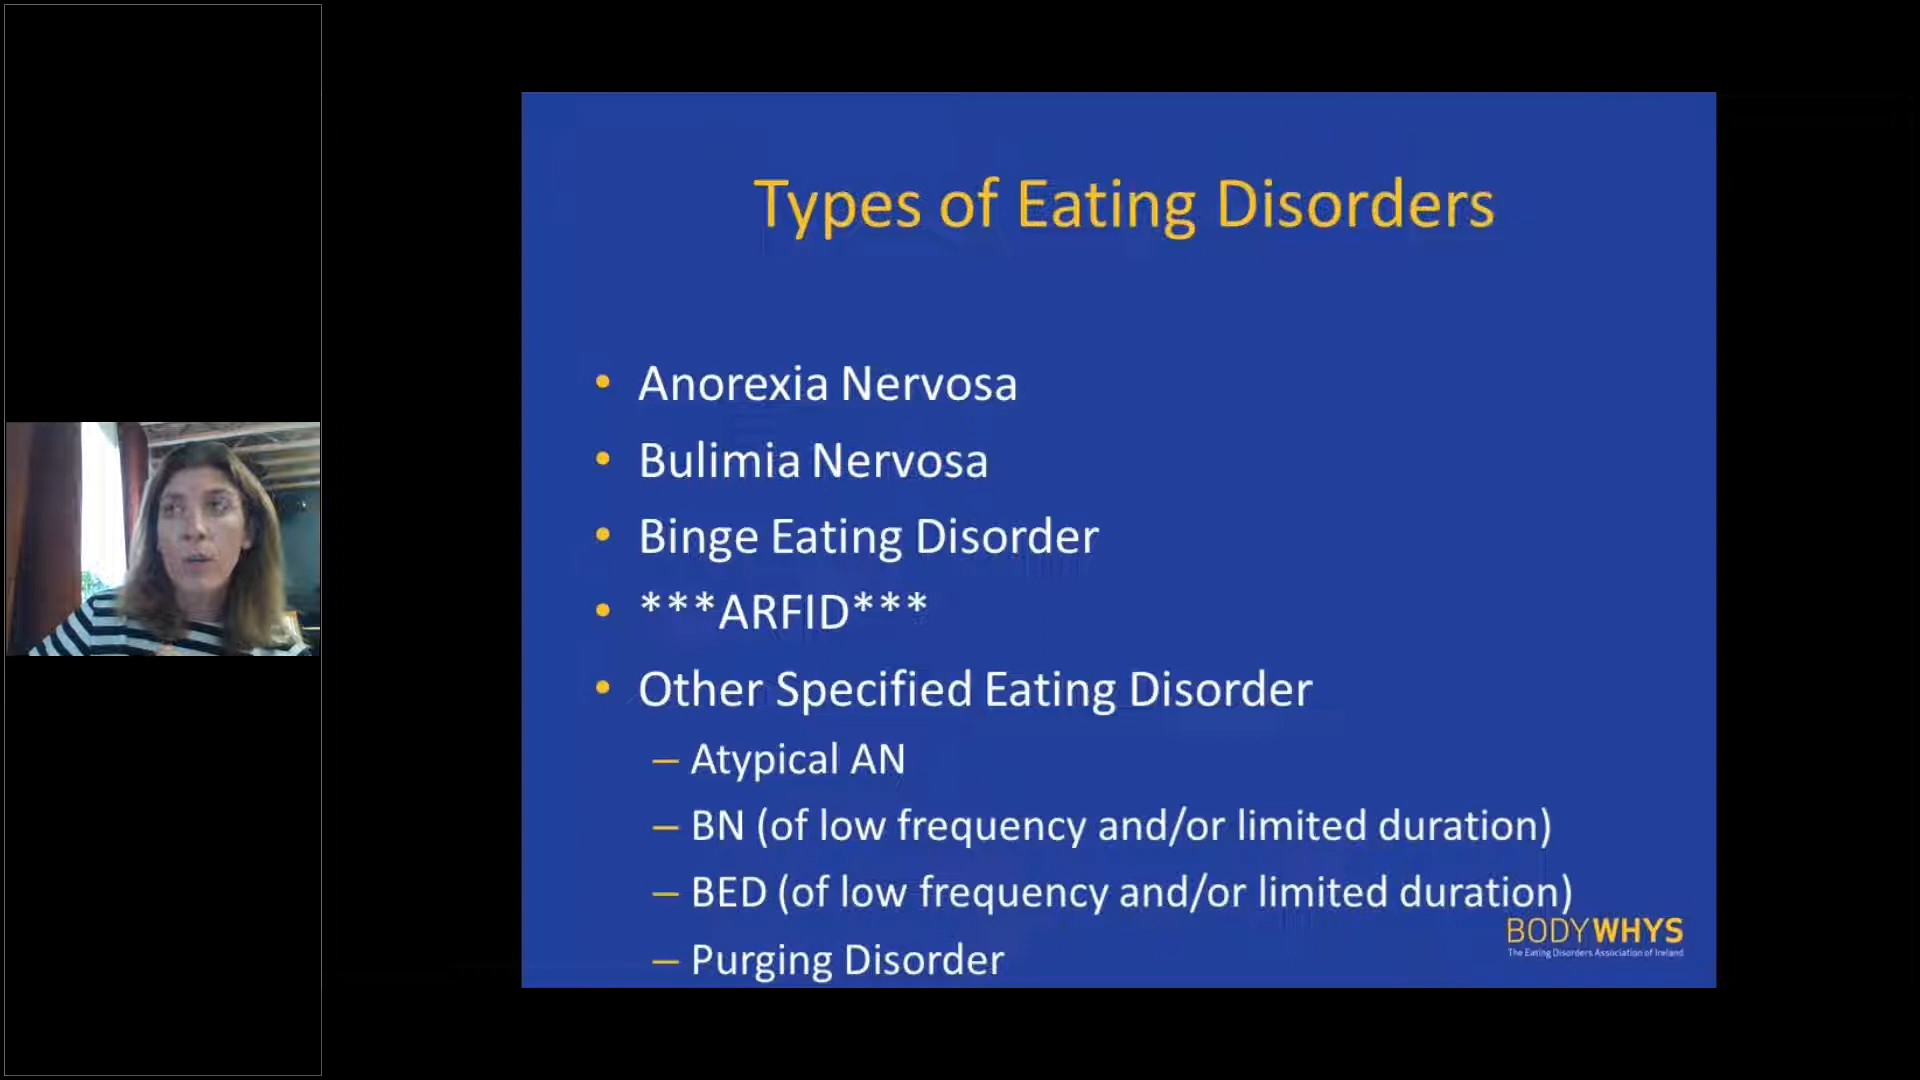 Types of Eating Disorders
• Anorexia Nervosa
• Bulimia Nervosa
• Binge Eating Disorder
• ***ARFID***
• Other Specified Eating Disorder
– Atypical AN
– BN (of low frequency and/or limited duration)
– BED (of low frequency and/or limited duration)
– Purging Disorder
BODYWHYS
The Eating Disorders Association of Ireland